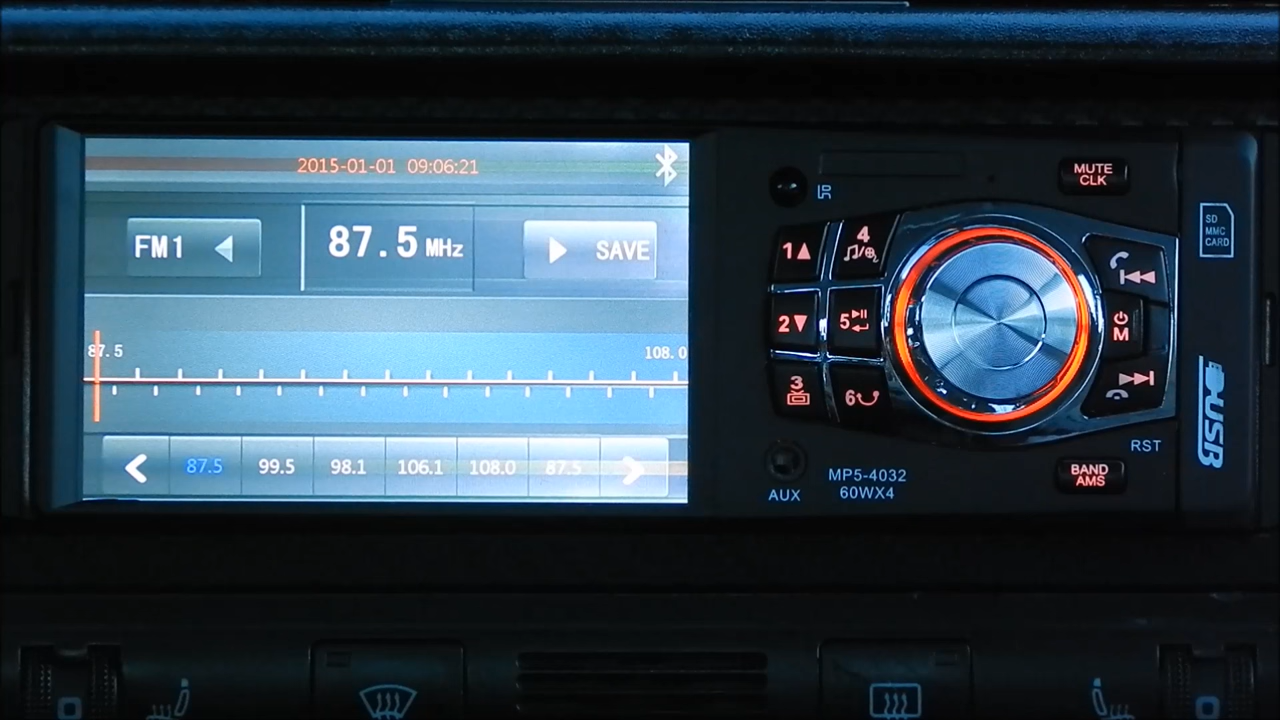 2015-01-01 09:06:21
FM1
87.5 MHz
SAVE
87.5
108.0
87.5
99.5
98.1
106.1
108.0
87.5
MUTE
CLK
1
4
2
5
3
6
M
SD
MMC
CARD
USB
RST
BAND
AMS
AUX
MP5-4032
60WX4